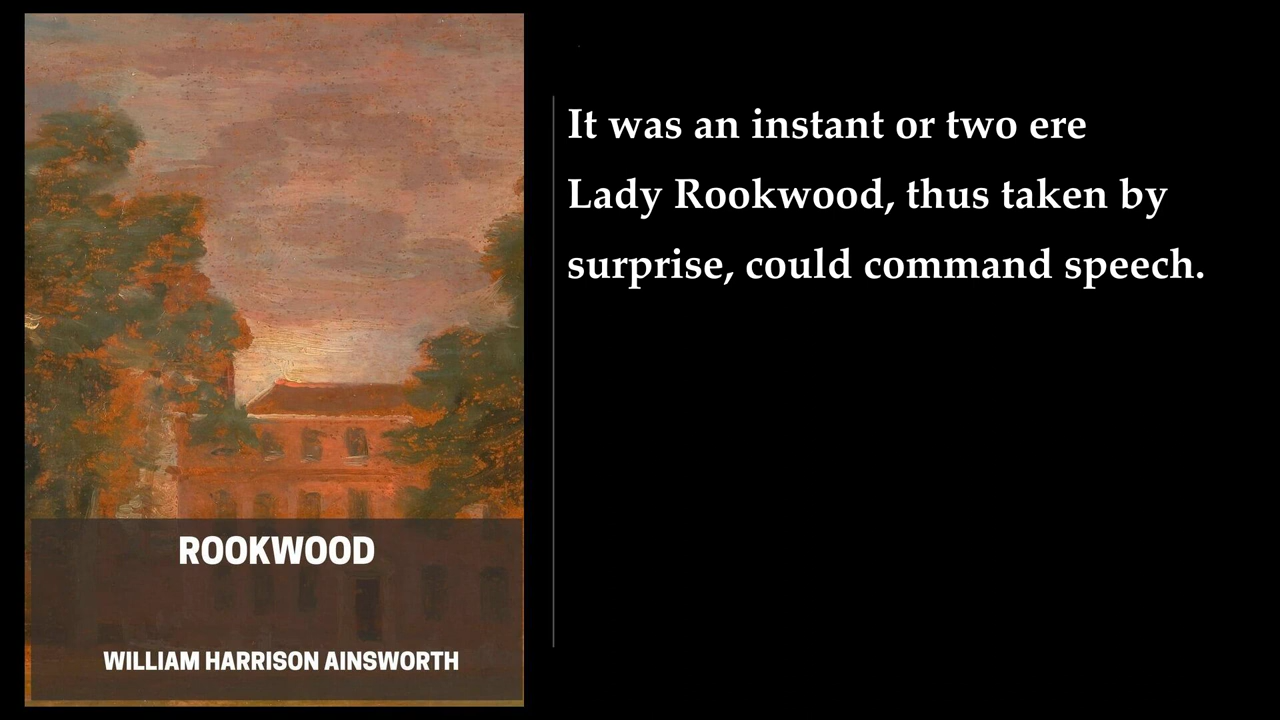 It was an instant or two ere
Lady Rookwood, thus taken by
surprise, could command speech.
ROOKWOOD
WILLIAM HARRISON AINSWORTH